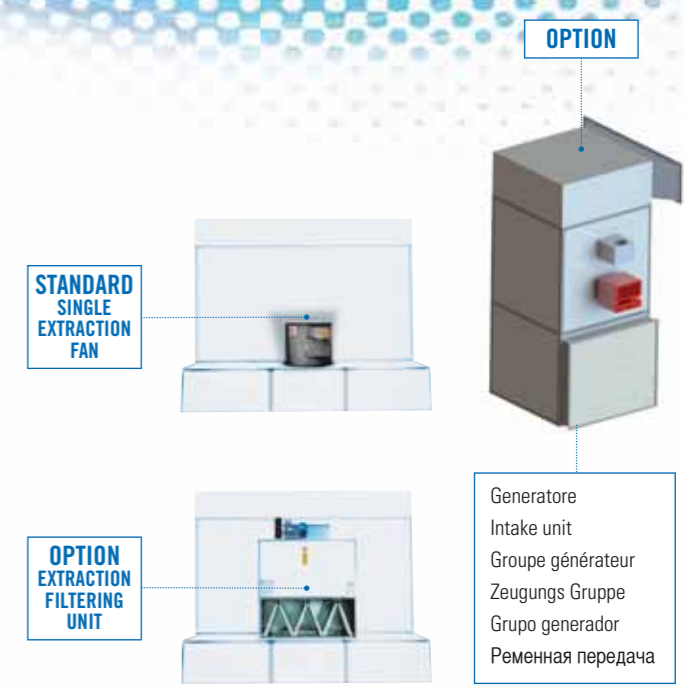 OPTION
STANDARD
SINGLE
EXTRACTION
FAN
OPTION
EXTRACTION
FILTERING
UNIT
Generatore
Intake unit
Groupe générateur
Zeugungs Gruppe
Grupo generador
Ременная передача